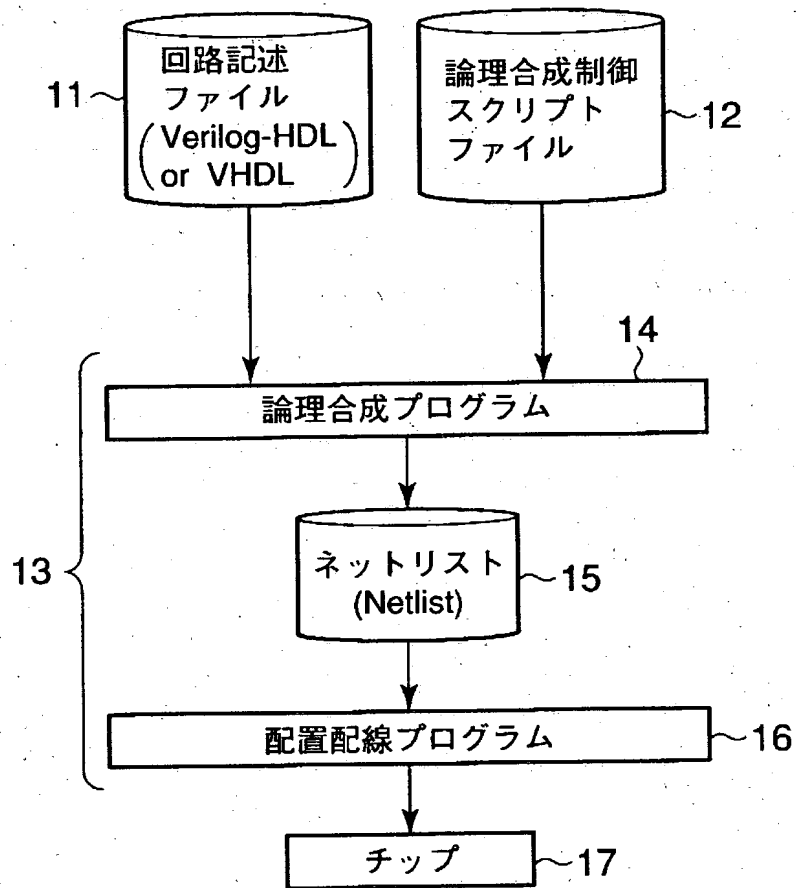 回路記述
ファイル
(Verilog-HDL
or VHDL)
11
論理合成制御
スクリプト
ファイル
12
14
論理合成プログラム
13
ネットリスト
(Netlist)
15
配置配線プログラム
16
チップ
17